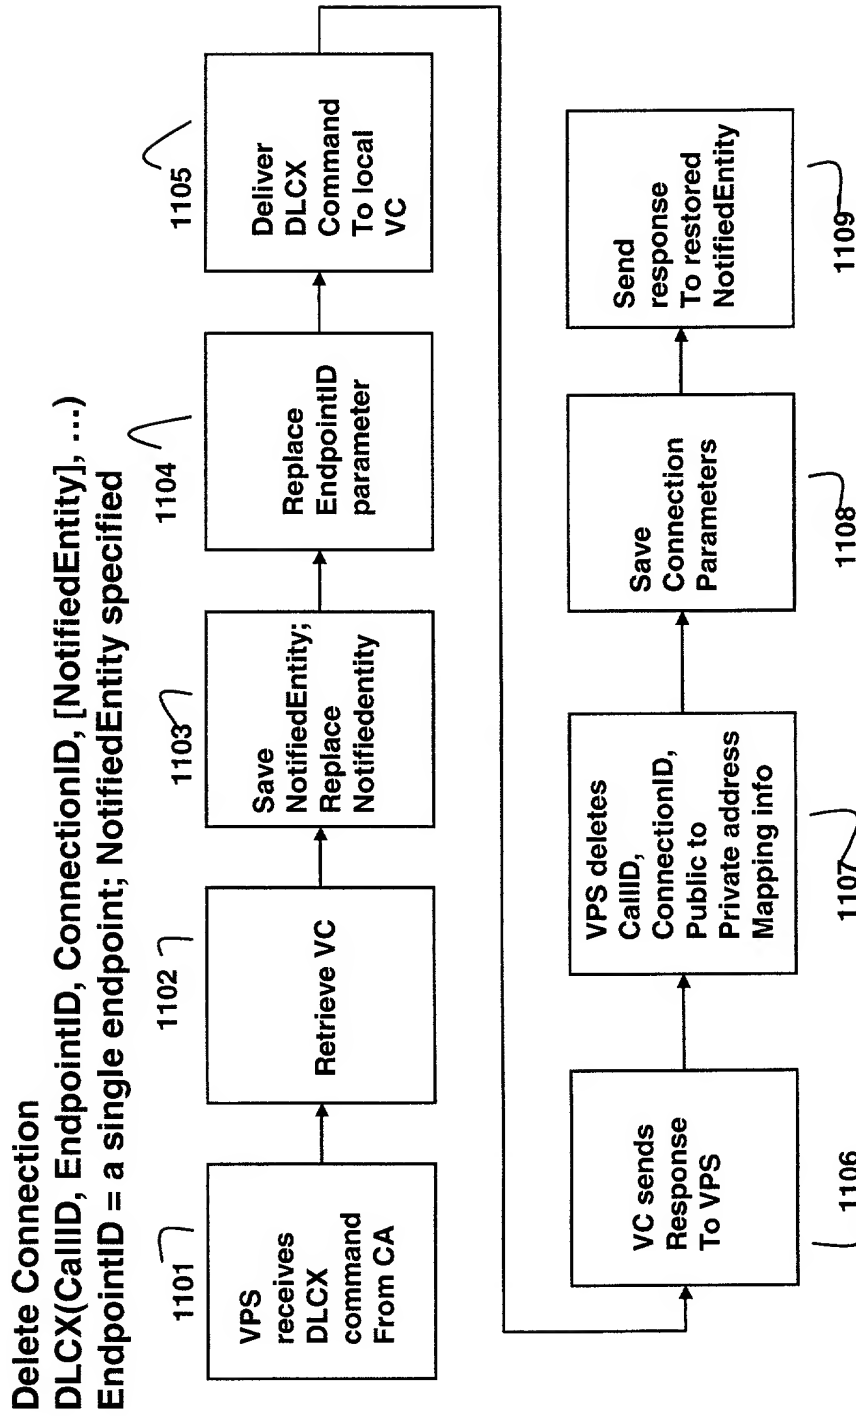 Delete Connection
DLCX(CallID, EndpointID, ConnectionID, [NotifiedEntity], ...)
EndpointID = a single endpoint; NotifiedEntity specified
1101
VPS
receives
DLCX
command
From CA
1102
Retrieve VC
1103
Save
NotifiedEntity;
Replace
Notifiedentity
1104
Replace
EndpointID
parameter
1105
Deliver
DLCX
Command
To local
VC
VC sends
Response
To VPS
1106
VPS deletes
CallID,
ConnectionID,
Public to
Private address
Mapping info
1107
Save
Connection
Parameters
1108
Send
response
To restored
NotifiedEntity
1109